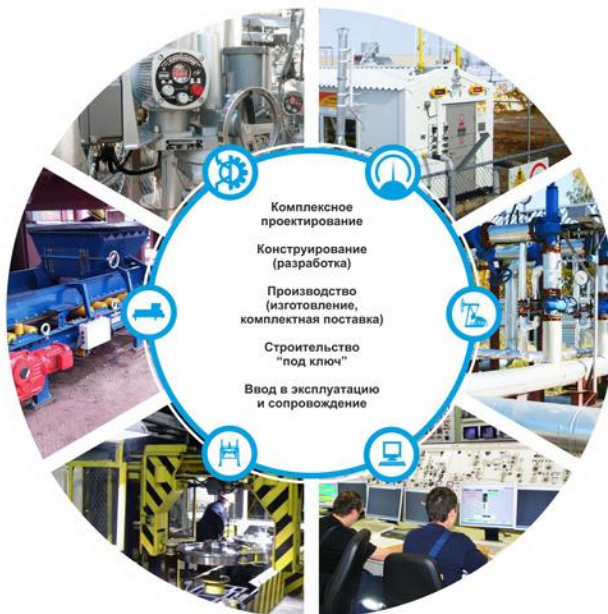 Комплексное
проектирование
Конструирование
(разработка)
Производство
(изготовление,
комплектная поставка)
Строительство
“под ключ”
Ввод в эксплуатацию
и сопровождение